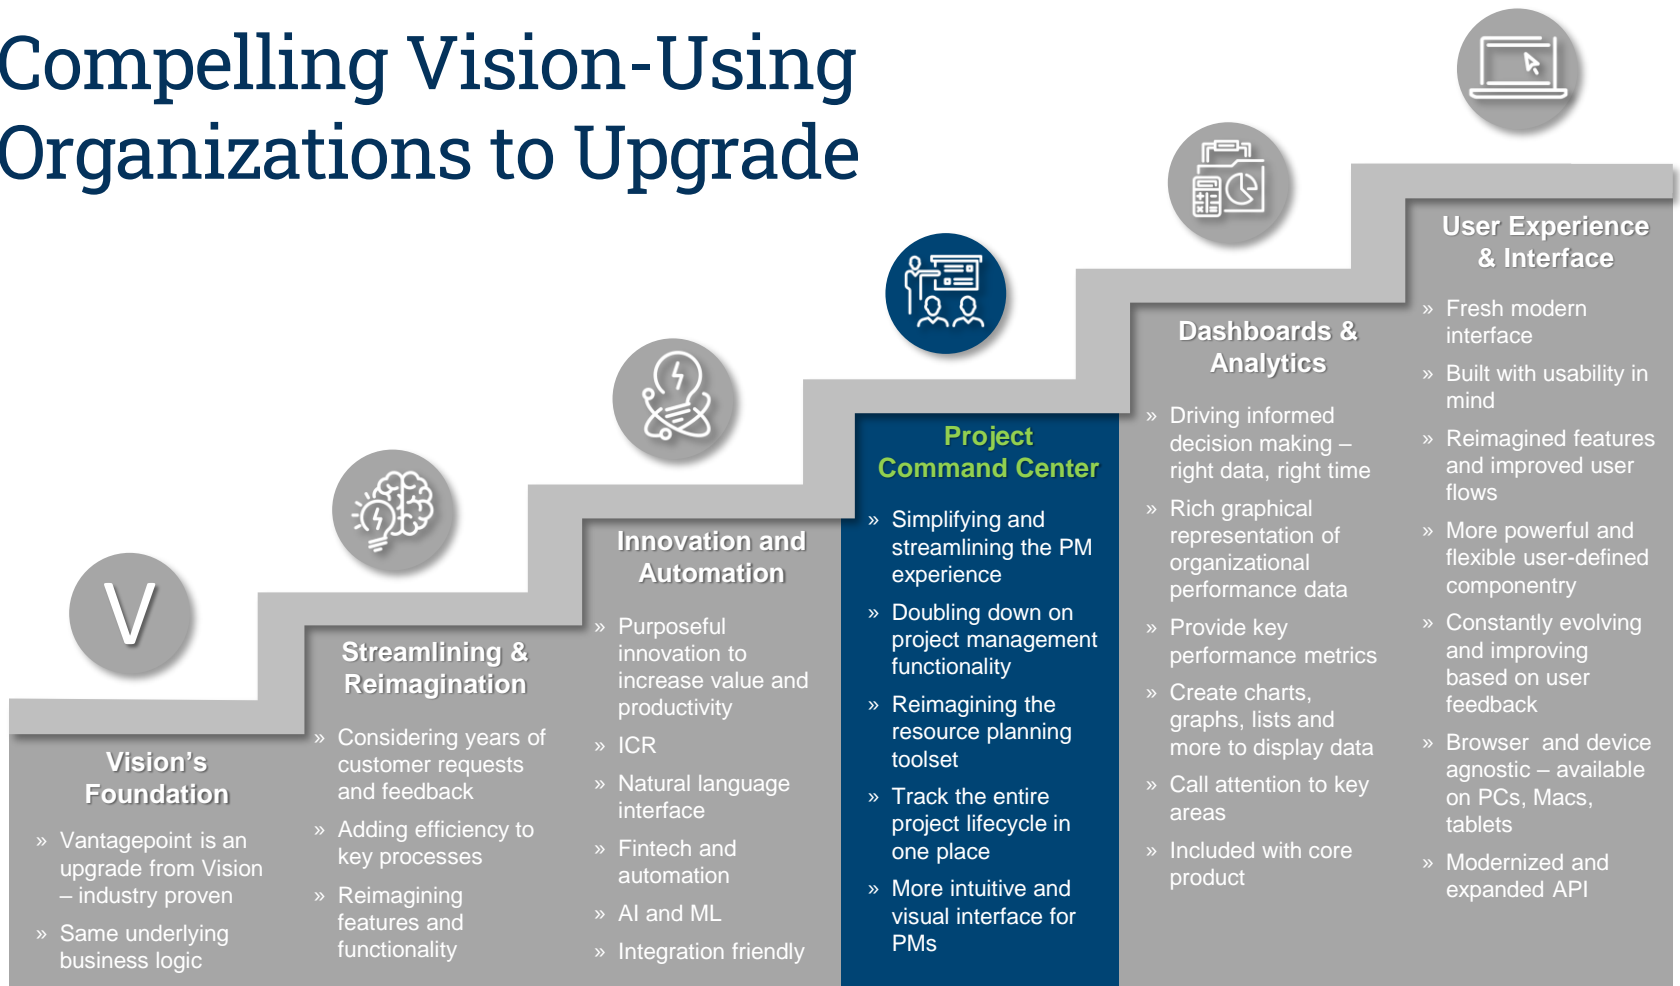 Compelling Vision-Using
Organizations to Upgrade
V
Vision's
Foundation
» Vantagepoint is an
upgrade from Vision
– industry proven
» Same underlying
business logic
Streamlining &
Reimagination
» Considering years of
customer requests
and feedback
» Adding efficiency to
key processes
» Reimagining
features and
functionality
Innovation and
Automation
» Purposeful
innovation to
increase value and
productivity
» ICR
» Natural language
interface
» Fintech and
automation
» AI and ML
» Integration friendly
Project
Command Center
» Simplifying and
streamlining the PM
experience
» Doubling down on
project management
functionality
» Reimagining the
resource planning
toolset
» Track the entire
project lifecycle in
one place
» More intuitive and
visual interface for
PMs
Dashboards &
Analytics
» Driving informed
decision making –
right data, right time
» Rich graphical
representation of
organizational
performance data
» Provide key
performance metrics
» Create charts,
graphs, lists and
more to display data
» Call attention to key
areas
» Included with core
product
User Experience
& Interface
» Fresh modern
interface
» Built with usability in
mind
» Reimagined features
and improved user
flows
» More powerful and
flexible user-defined
componentry
» Constantly evolving
and improving
based on user
feedback
» Browser  and device
agnostic – available
on PCs, Macs,
tablets
» Modernized and
expanded API